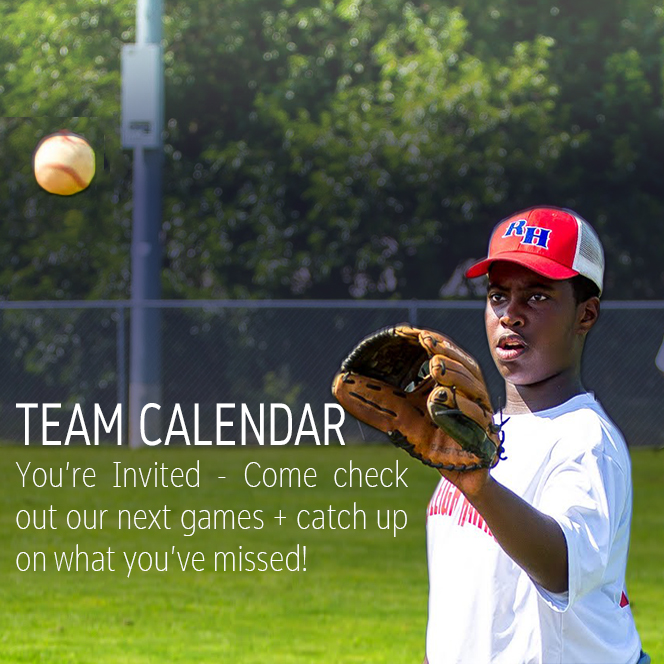 RH
TEAM CALENDAR
You're Invited - Come check
out our next games + catch up
on what you've missed!